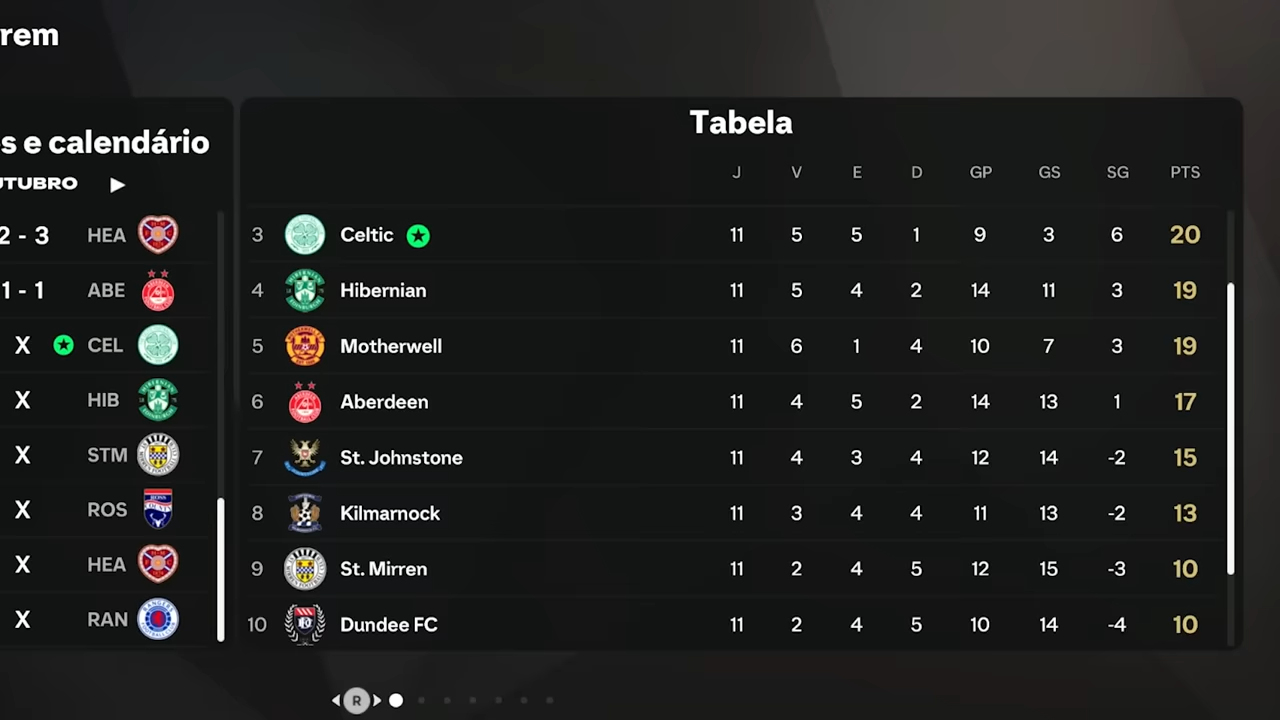 rem
s e calendário
UTUBRO
2 - 3 HEA
1 - 1 ABE
X CEL
X HIB
X STM
X ROS
X HEA
X RAN
Tabela
J V E D GP GS SG PTS
3 Celtic 11 5 5 1 9 3 6 20
4 Hibernian 11 5 4 2 14 11 3 19
5 Motherwell 11 6 1 4 10 7 3 19
6 Aberdeen 11 4 5 2 14 13 1 17
7 St. Johnstone 11 4 3 4 12 14 -2 15
8 Kilmarnock 11 3 4 4 11 13 -2 13
9 St. Mirren 11 2 4 5 12 15 -3 10
10 Dundee FC 11 2 4 5 10 14 -4 10
R